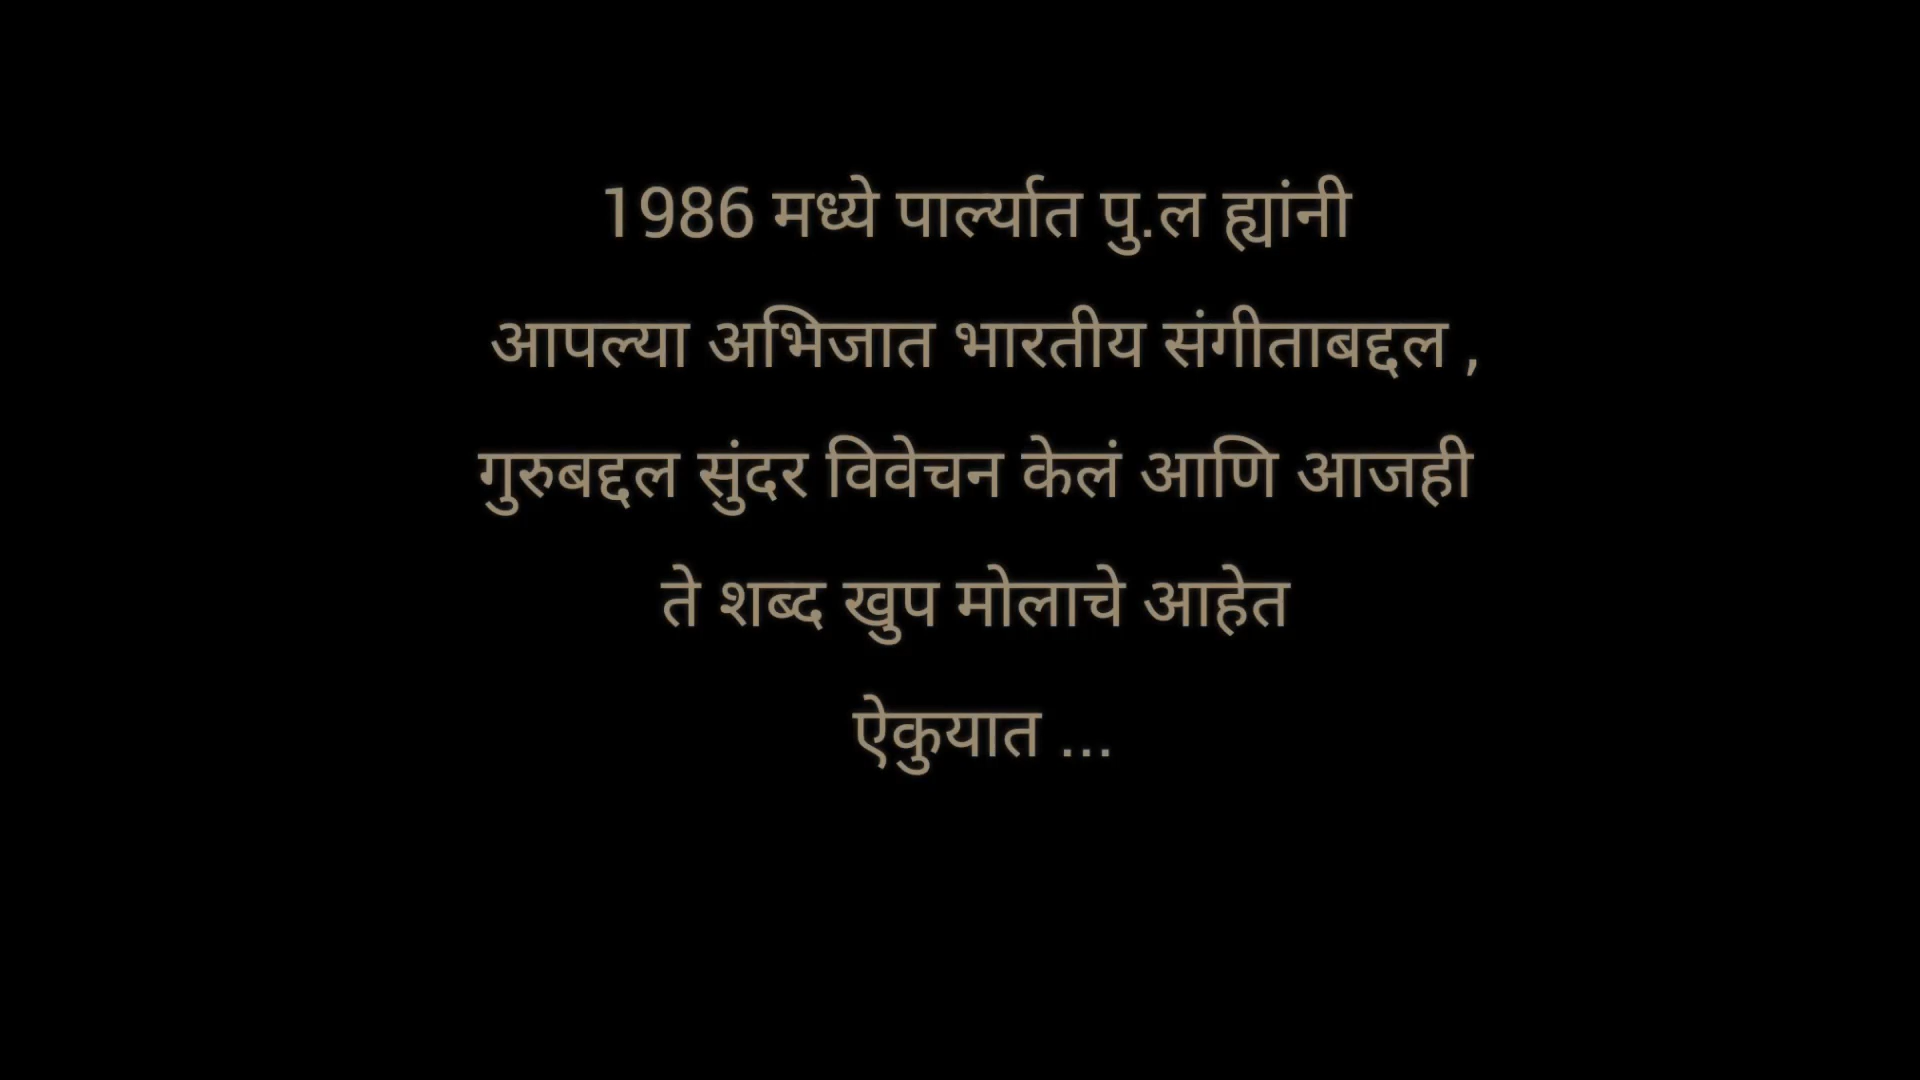 1986 मध्ये पार्ल्यात पु.ल ह्यांनी
आपल्या अभिजात भारतीय संगीताबद्दल ,
गुरुबद्दल सुंदर विवेचन केलं आणि आजही
ते शब्द खुप मोलाचे आहेत
ऐकुयात ...